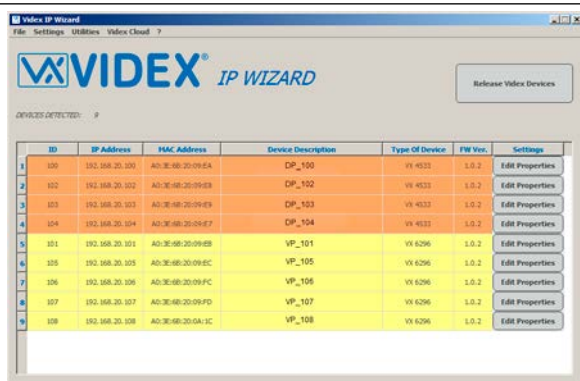 Videx IP Wizard
File Settings Utilities Videx Cloud ?
VIDEX® IP WIZARD
Release Videx Devices
DEVICES DETECTED: 9
ID IP Address MAC Address Device Description Type Of Device FW Ver. Settings
1 100 192.168.20.100 A0:3E:6B:20:09:EA DP_100 VX 4533 1.0.2 Edit Properties
2 102 192.168.20.102 A0:3E:6B:20:09:E8 DP_102 VX 4533 1.0.2 Edit Properties
3 103 192.168.20.103 A0:3E:6B:20:09:E9 DP_103 VX 4533 1.0.2 Edit Properties
4 104 192.168.20.104 A0:3E:6B:20:09:E7 DP_104 VX 4533 1.0.2 Edit Properties
5 101 192.168.20.101 A0:3E:6B:20:09:EB VP_101 VX 6296 1.0.2 Edit Properties
6 105 192.168.20.105 A0:3E:6B:20:09:EC VP_105 VX 6296 1.0.2 Edit Properties
7 106 192.168.20.106 A0:3E:6B:20:09:FC VP_106 VX 6296 1.0.2 Edit Properties
8 107 192.168.20.107 A0:3E:6B:20:09:FD VP_107 VX 6296 1.0.2 Edit Properties
9 108 192.168.20.108 A0:3E:6B:20:0A:1C VP_108 VX 6296 1.0.2 Edit Properties